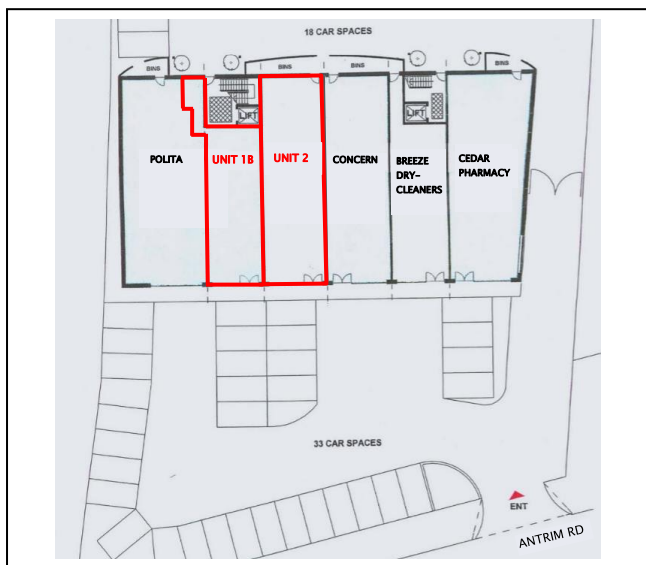 18 CAR SPACES
BINS
BINS
BINS
BINS
LIFT
LIFT
POLITA
UNIT 1B
UNIT 2
CONCERN
BREEZE
DRY-
CLEANERS
CEDAR
PHARMACY
33 CAR SPACES
ENT
ANTRIM RD